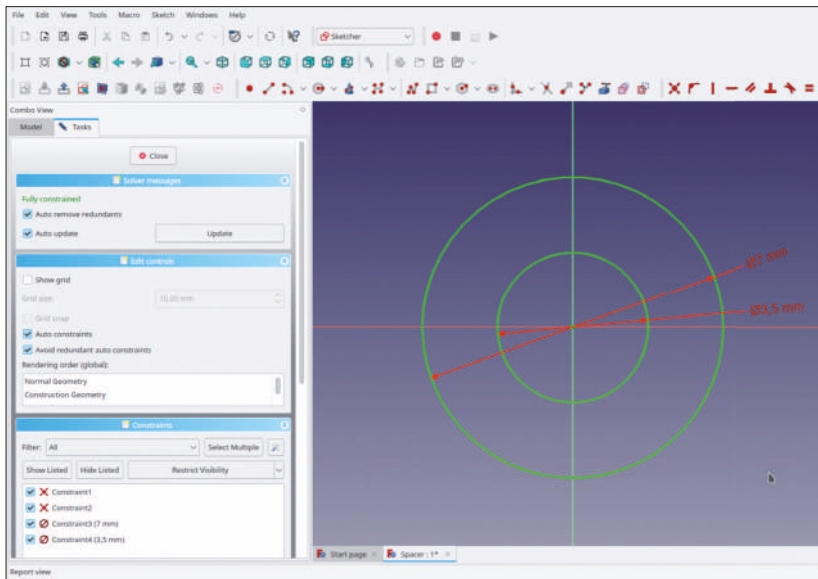 File Edit View Tools Macro Sketch Windows Help
Sketcher
Combo View
Model Tasks
Close
Solver messages
Fully constrained
Auto remove redundants
Auto update Update
Edit controls
Show grid
Grid size: 10,00 mm
Grid snap
Auto constraints
Avoid redundant auto constraints
Rendering order (global):
Normal Geometry
Construction Geometry
Constraints
Filter: All Select Multiple
Show Listed Hide Listed Restrict Visibility
Constraint1
Constraint2
Constraint3 (7 mm)
Constraint4 (3,5 mm)
Ø7 mm
Ø3,5 mm
Start page Spacer : 1*
Report view